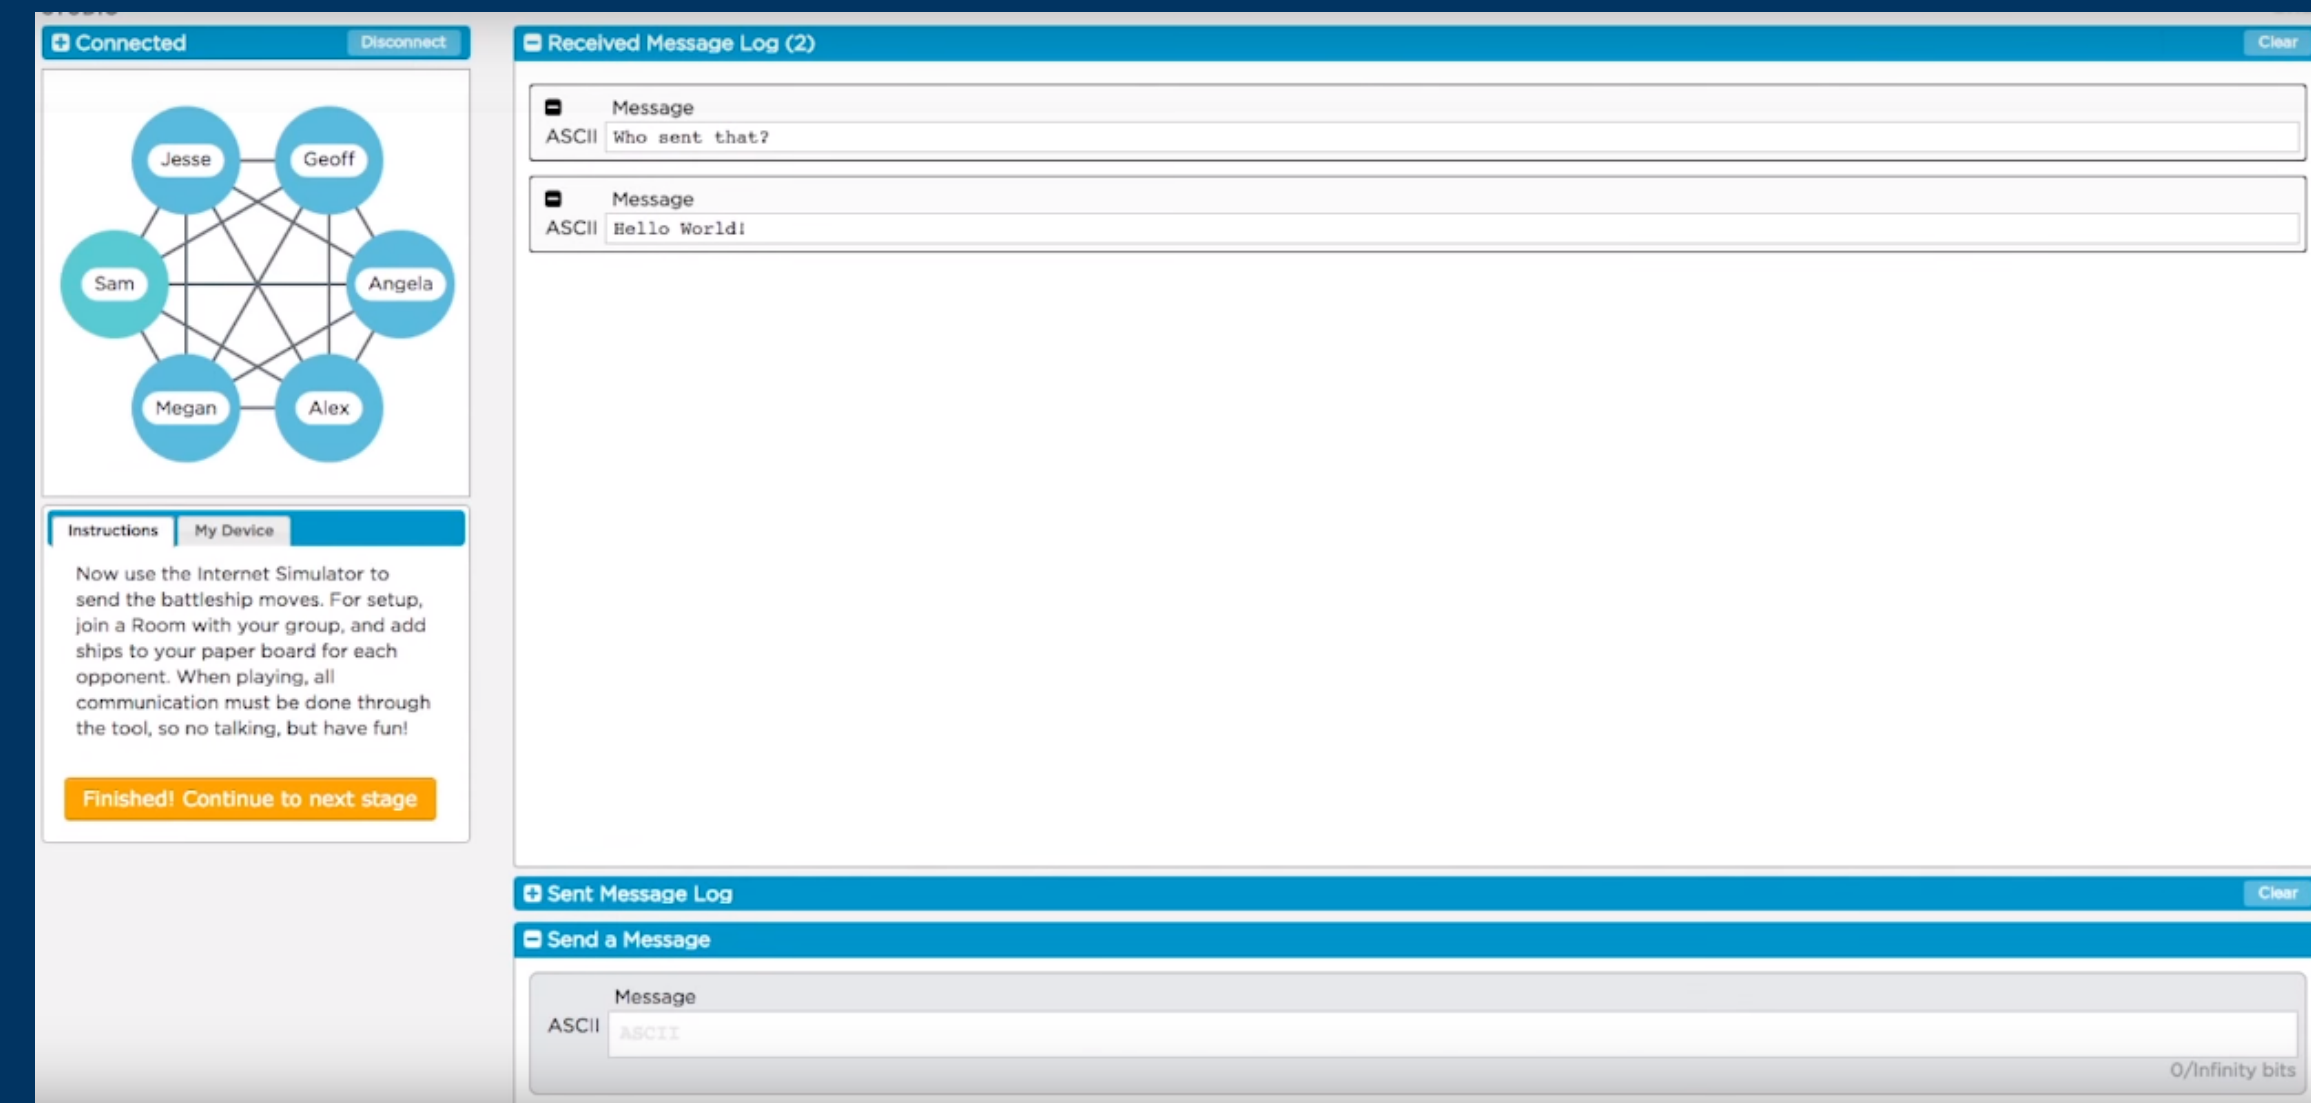 Connected
Disconnect
Jesse
Geoff
Sam
Angela
Megan
Alex
Instructions
My Device
Now use the Internet Simulator to
send the battleship moves. For setup,
join a Room with your group, and add
ships to your paper board for each
opponent. When playing, all
communication must be done through
the tool, so no talking, but have fun!
Finished! Continue to next stage
Received Message Log (2)
Clear
Message
ASCII Who sent that?
Message
ASCII Hello World!
Sent Message Log
Clear
Send a Message
Message
ASCII ASCII
0/Infinity bits